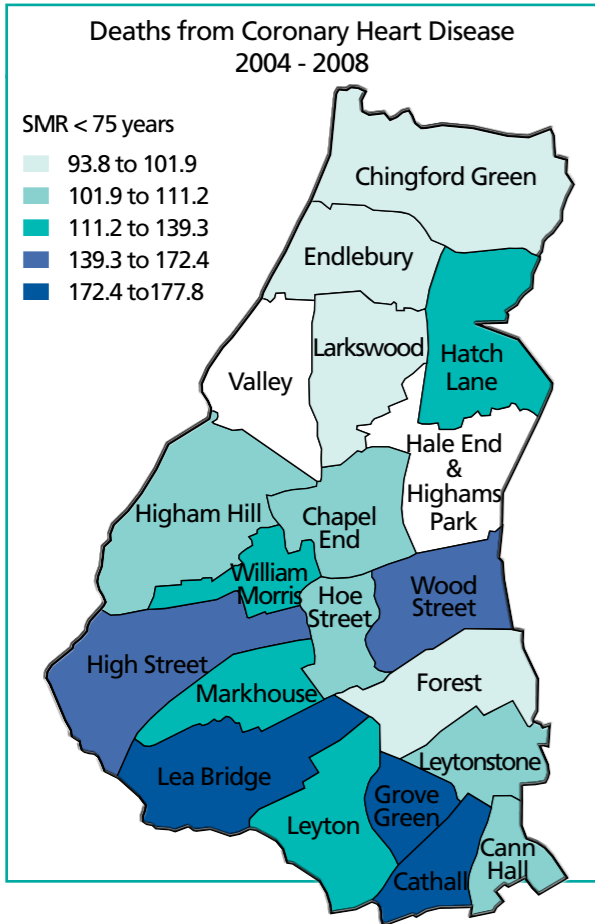 Deaths from Coronary Heart Disease
2004 - 2008
SMR < 75 years
93.8 to 101.9
101.9 to 111.2
111.2 to 139.3
139.3 to 172.4
172.4 to177.8
Chingford Green
Endlebury
Larkswood
Hatch
Lane
Valley
Hale End
&
Highams
Park
Higham Hill
Chapel
End
William
Morris
Hoe
Street
Wood
Street
High Street
Markhouse
Forest
Leytonstone
Lea Bridge
Grove
Green
Leyton
Cann
Hall
Cathall